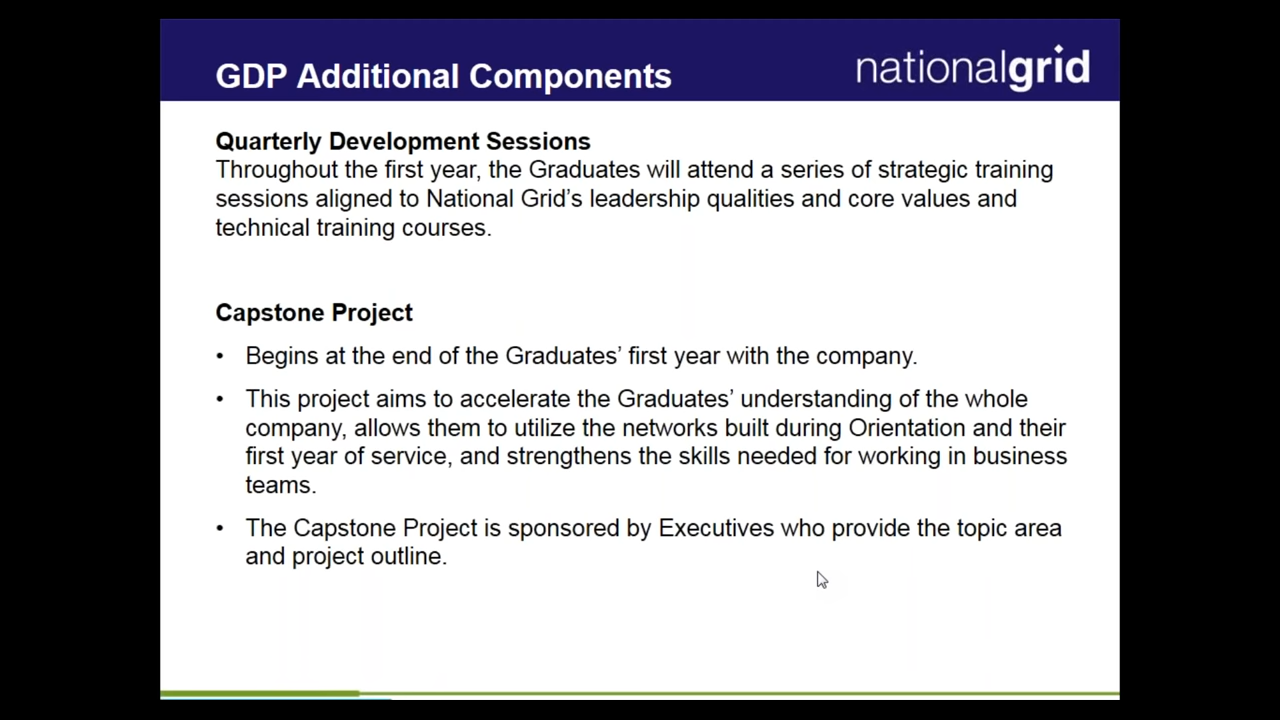 GDP Additional Components
nationalgrid
Quarterly Development Sessions
Throughout the first year, the Graduates will attend a series of strategic training
sessions aligned to National Grid’s leadership qualities and core values and
technical training courses.
Capstone Project
• Begins at the end of the Graduates’ first year with the company.
• This project aims to accelerate the Graduates’ understanding of the whole
company, allows them to utilize the networks built during Orientation and their
first year of service, and strengthens the skills needed for working in business
teams.
• The Capstone Project is sponsored by Executives who provide the topic area
and project outline.